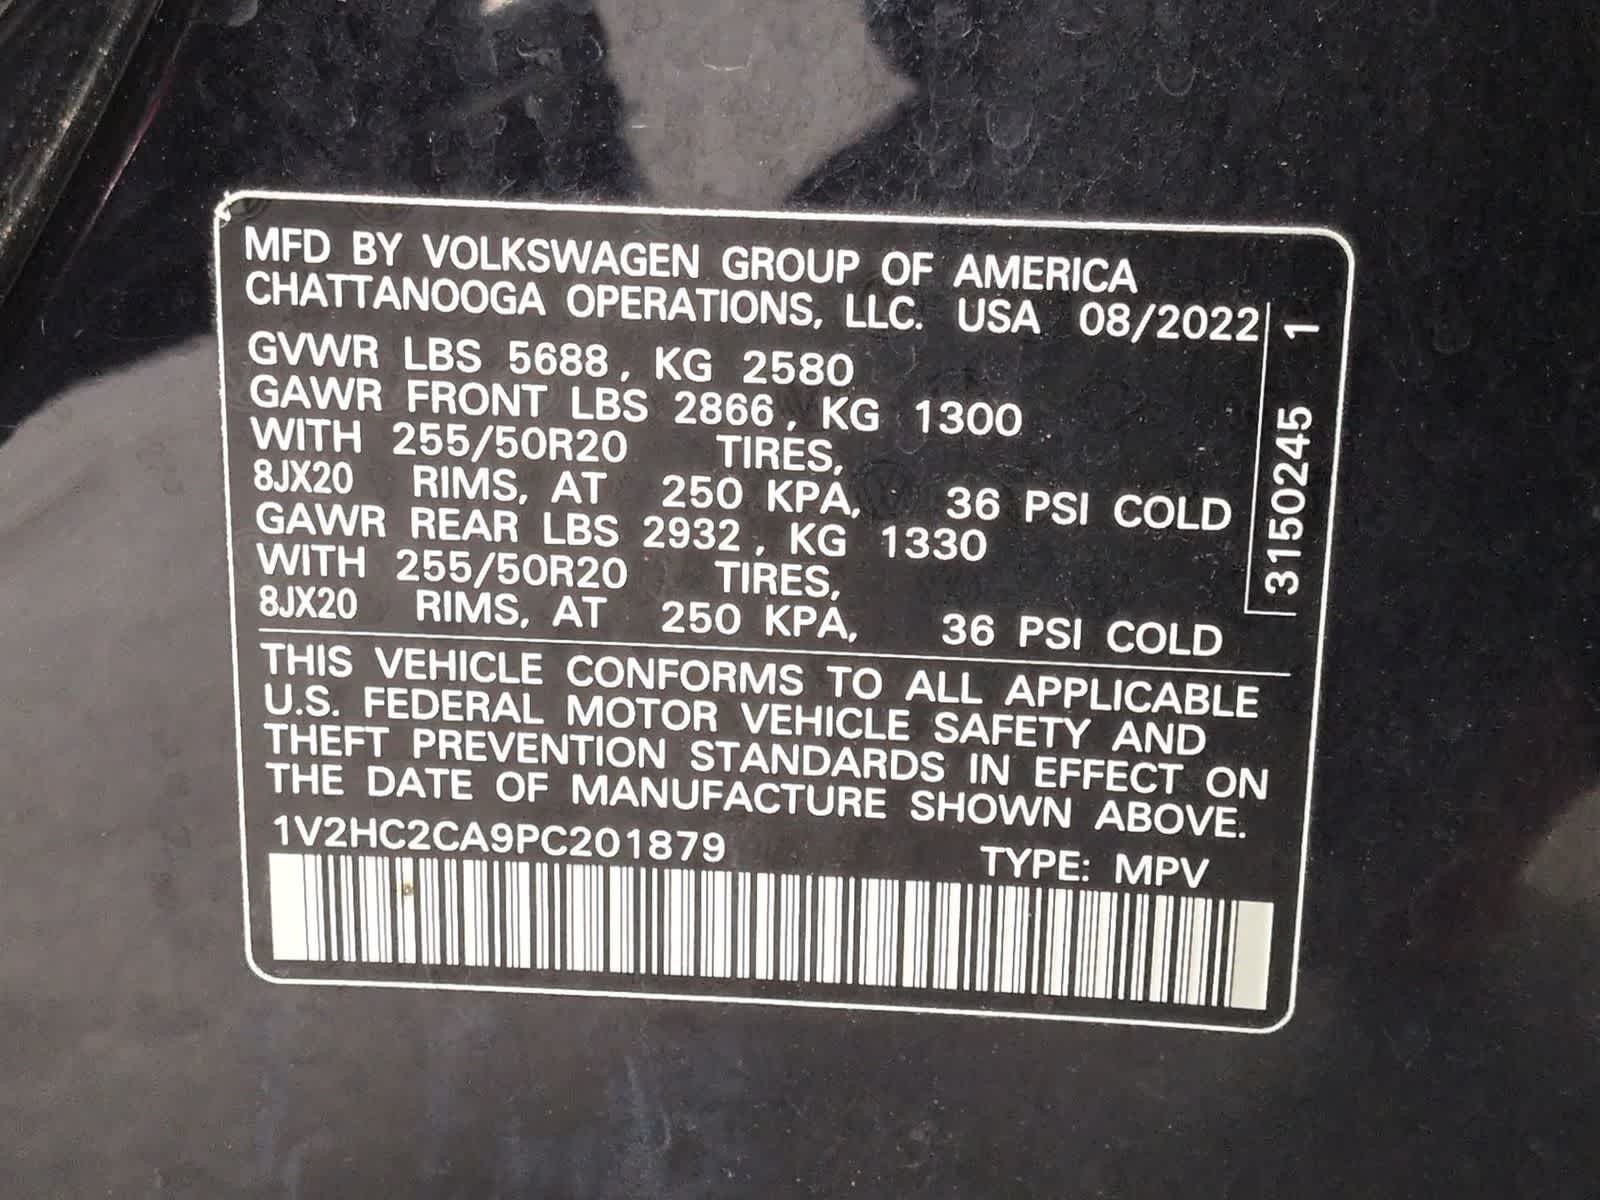 MFD BY VOLKSWAGEN GROUP OF AMERICA
CHATTANOOGA OPERATIONS, LLC. USA 08/2022
GVWR LBS 5688, KG 2580
GAWR FRONT LBS 2866, KG 1300
WITH 255/50R20 TIRES,
8JX20 RIMS, AT 250 KPA, 36 PSI COLD
GAWR REAR LBS 2932, KG 1330
WITH 255/50R20 TIRES,
8JX20 RIMS, AT 250 KPA, 36 PSI COLD
THIS VEHICLE CONFORMS TO ALL APPLICABLE
U.S. FEDERAL MOTOR VEHICLE SAFETY AND
THEFT PREVENTION STANDARDS IN EFFECT ON
THE DATE OF MANUFACTURE SHOWN ABOVE.
1V2HC2CA9PC201879 TYPE: MPV
3150245 1